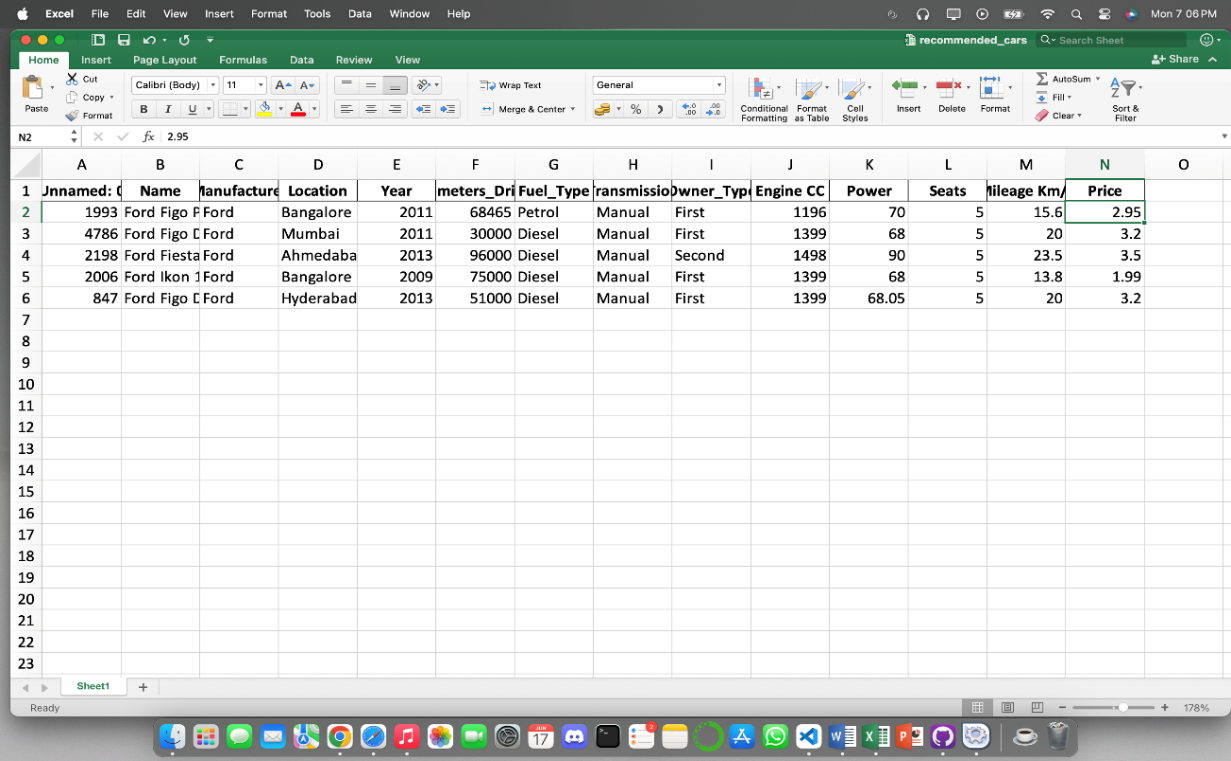 Excel File Edit View Insert Format Tools Data Window Help Mon 7 06 PM
recommended_cars Search Sheet
Home Insert Page Layout Formulas Data Review View Share
Paste Cut Copy Format
Calibri (Body) 11 A A
B I U A
Wrap Text
Merge & Center
General
% .0 .00 .00 .0
Conditional Formatting Format as Table Cell Styles
Insert Delete Format
AutoSum Fill Clear
Sort & Filter
N2 fx 2.95
A B C D E F G H I J K L M N O
1 Jnnamed: Name Manufacture Location Year meters_Dri Fuel_Type ransmissio Owner_Typ Engine CC Power Seats Mileage Km/ Price
2 1993 Ford Figo P Ford Bangalore 2011 68465 Petrol Manual First 1196 70 5 15.6 2.95
3 4786 Ford Figo D Ford Mumbai 2011 30000 Diesel Manual First 1399 68 5 20 3.2
4 2198 Ford Fiesta Ford Ahmedaba 2013 96000 Diesel Manual Second 1498 90 5 23.5 3.5
5 2006 Ford Ikon 1 Ford Bangalore 2009 75000 Diesel Manual First 1399 68 5 13.8 1.99
6 847 Ford Figo D Ford Hyderabad 2013 51000 Diesel Manual First 1399 68.05 5 20 3.2
7
8
9
10
11
12
13
14
15
16
17
18
19
20
21
22
23
Sheet1 +
Ready 178%
JUN 17 2 W X P